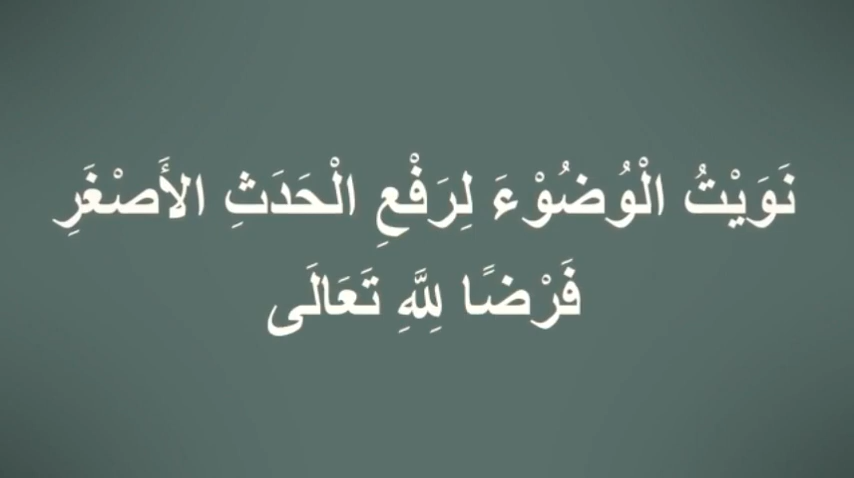 نَوَيْتُ الْوُضُوْءَ لِرَفْعِ الْحَدَثِ الأَصْغَرِ
فَرْضًا لِلَّهِ تَعَالَى